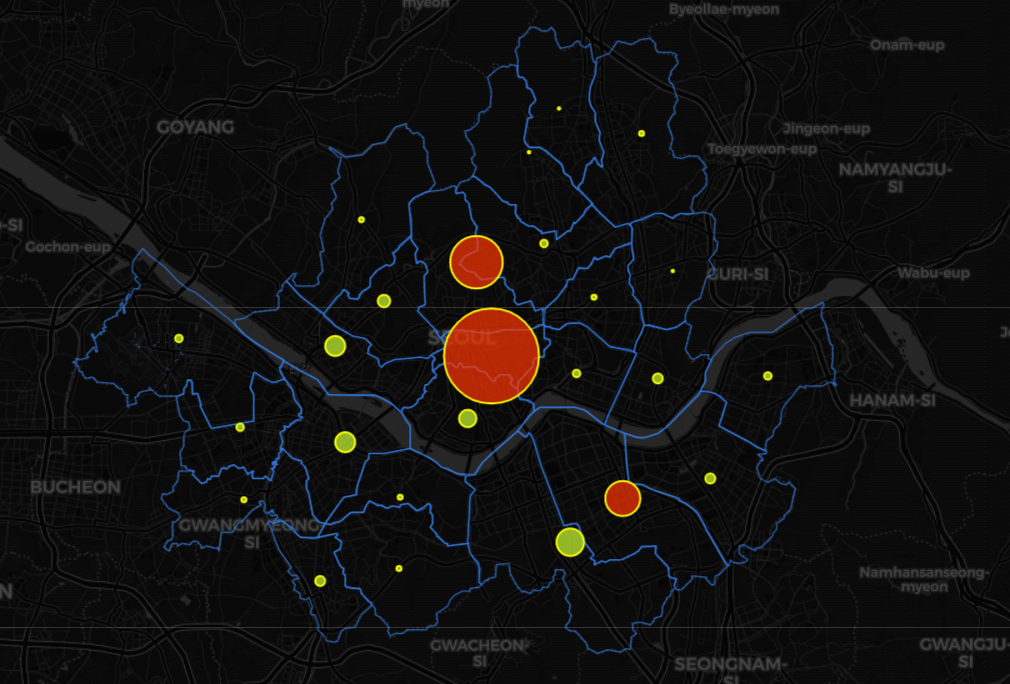 myeon
Byeollae-myeon
Onam-eup
GOYANG
Jingeon-eup
Toegyewon-eup
NAMYANGJU-
SI
-SI
Gochon-eup
GURI-SI
Wabu-eup
SEOUL
HANAM-SI
BUCHEON
GWANGMYEONG
SI
Namhansanseong-
myeon
N
GWACHEON-
SI
SEONGNAM-
SI
GWANGJU-
SI